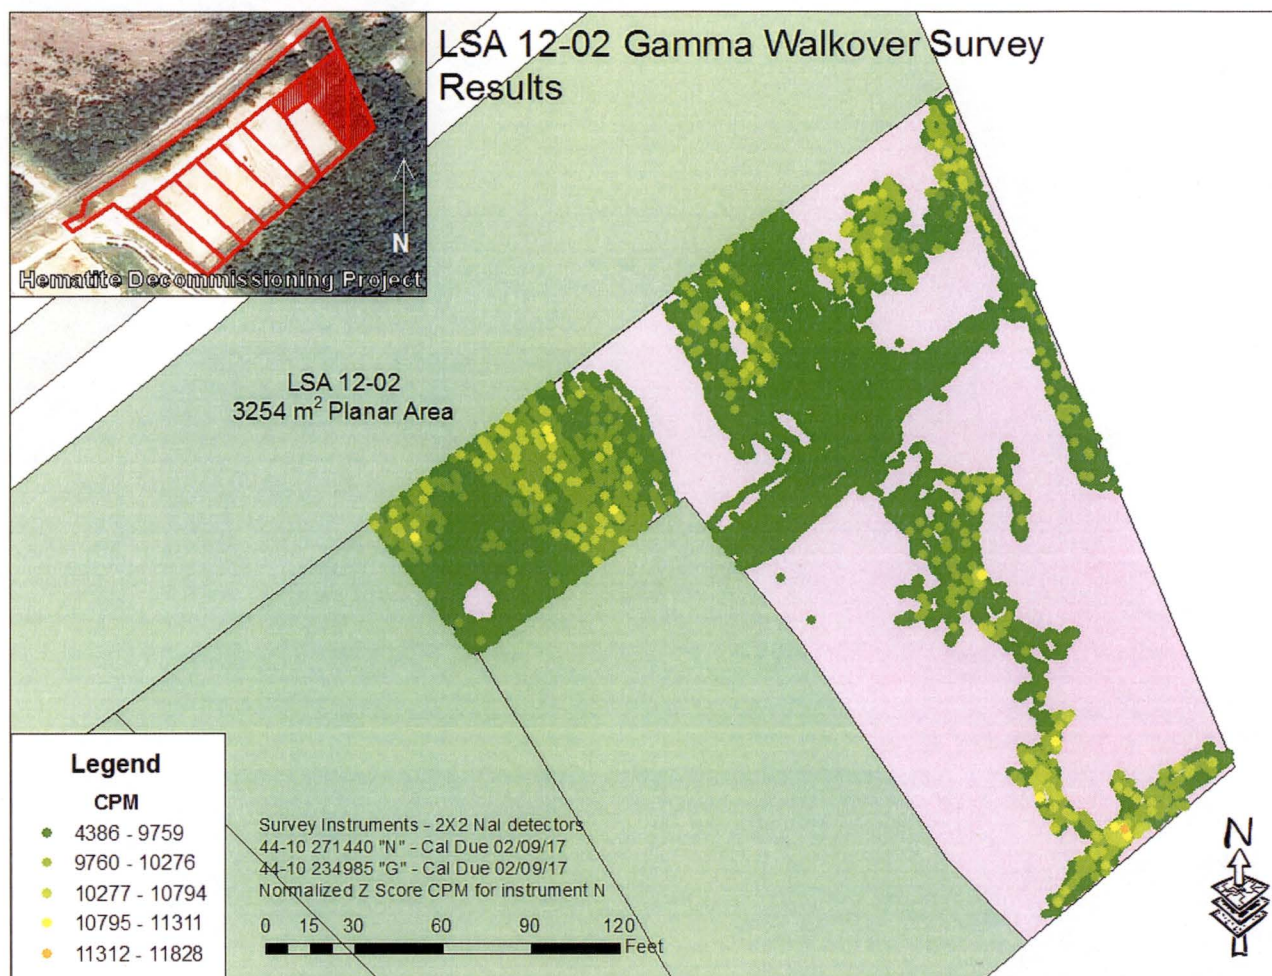 LSA 12-02 Gamma Walkover Survey
Results
N
Hematite Decommissioning Project
LSA 12-02
3254 m² Planar Area
Legend
CPM
4386 - 9759
9760 - 10276
10277 - 10794
10795 - 11311
11312 - 11828
Survey Instruments - 2X2 NaI detectors
44-10 271440 "N" - Cal Due 02/09/17
44-10 234985 "G" - Cal Due 02/09/17
Normalized Z Score CPM for instrument N
0 15 30 60 90 120
Feet
N